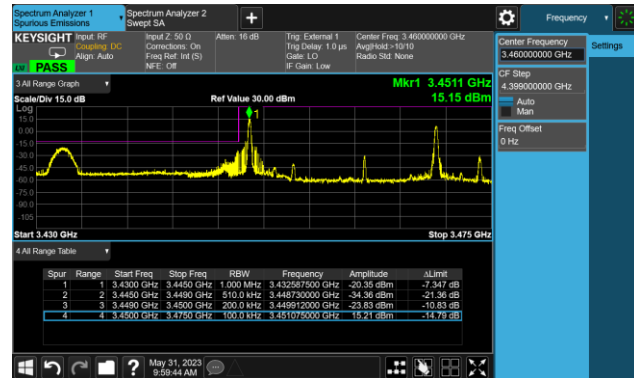 Spectrum Analyzer 1
Spurious Emissions
Spectrum Analyzer 2
Swept SA
Frequency
KEYSIGHT
Input: RF
Coupling: DC
Align: Auto
Input Z: 50 Ω
Corrections: On
Freq Ref: Int (S)
NFE: Off
Atten: 16 dB
Trig: External 1
Trig Delay: 1.0 µs
Gate: LO
IF Gain: Low
Center Freq: 3.460000000 GHz
Avg|Hold:>10/10
Radio Std: None
PASS
Center Frequency
3.460000000 GHz
Settings
CF Step
4.399000000 GHz
Auto
Man
Freq Offset
0 Hz
3 All Range Graph
Mkr1 3.4511 GHz
Scale/Div 15.0 dB
Ref Value 30.00 dBm
15.15 dBm
Log
15.0
0.00
-15.0
-30.0
-45.0
-60.0
-75.0
-90.0
-105
1
Start 3.430 GHz
Stop 3.475 GHz
4 All Range Table
Spur Range Start Freq Stop Freq RBW Frequency Amplitude ΔLimit
1 1 3.4300 GHz 3.4450 GHz 1.000 MHz 3.432587500 GHz -20.35 dBm -7.347 dB
2 2 3.4450 GHz 3.4490 GHz 510.0 kHz 3.448730000 GHz -34.36 dBm -21.36 dB
3 3 3.4490 GHz 3.4500 GHz 200.0 kHz 3.449912000 GHz -23.83 dBm -10.83 dB
4 4 3.4500 GHz 3.4750 GHz 100.0 kHz 3.451075000 GHz 15.21 dBm -14.79 dB
May 31, 2023
9:59:44 AM